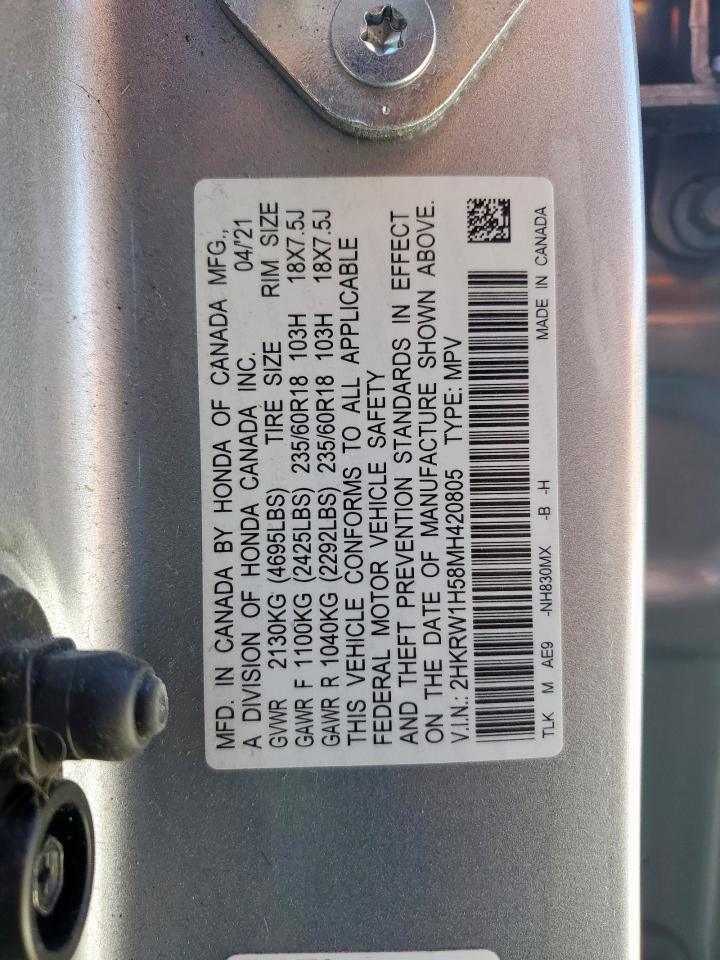 MFD. IN CANADA BY HONDA OF CANADA MFG.,
A DIVISION OF HONDA CANADA INC. 04/'21
GVWR 2130KG (4695LBS) TIRE SIZE RIM SIZE
GAWR F 1100KG (2425LBS) 235/60R18 103H 18X7.5J
GAWR R 1040KG (2292LBS) 235/60R18 103H 18X7.5J
THIS VEHICLE CONFORMS TO ALL APPLICABLE
FEDERAL MOTOR VEHICLE SAFETY
AND THEFT PREVENTION STANDARDS IN EFFECT
ON THE DATE OF MANUFACTURE SHOWN ABOVE.
V.I.N.: 2HKRW1H58MH420805 TYPE: MPV
TLK M AE9 -NH830MX -B -H MADE IN CANADA